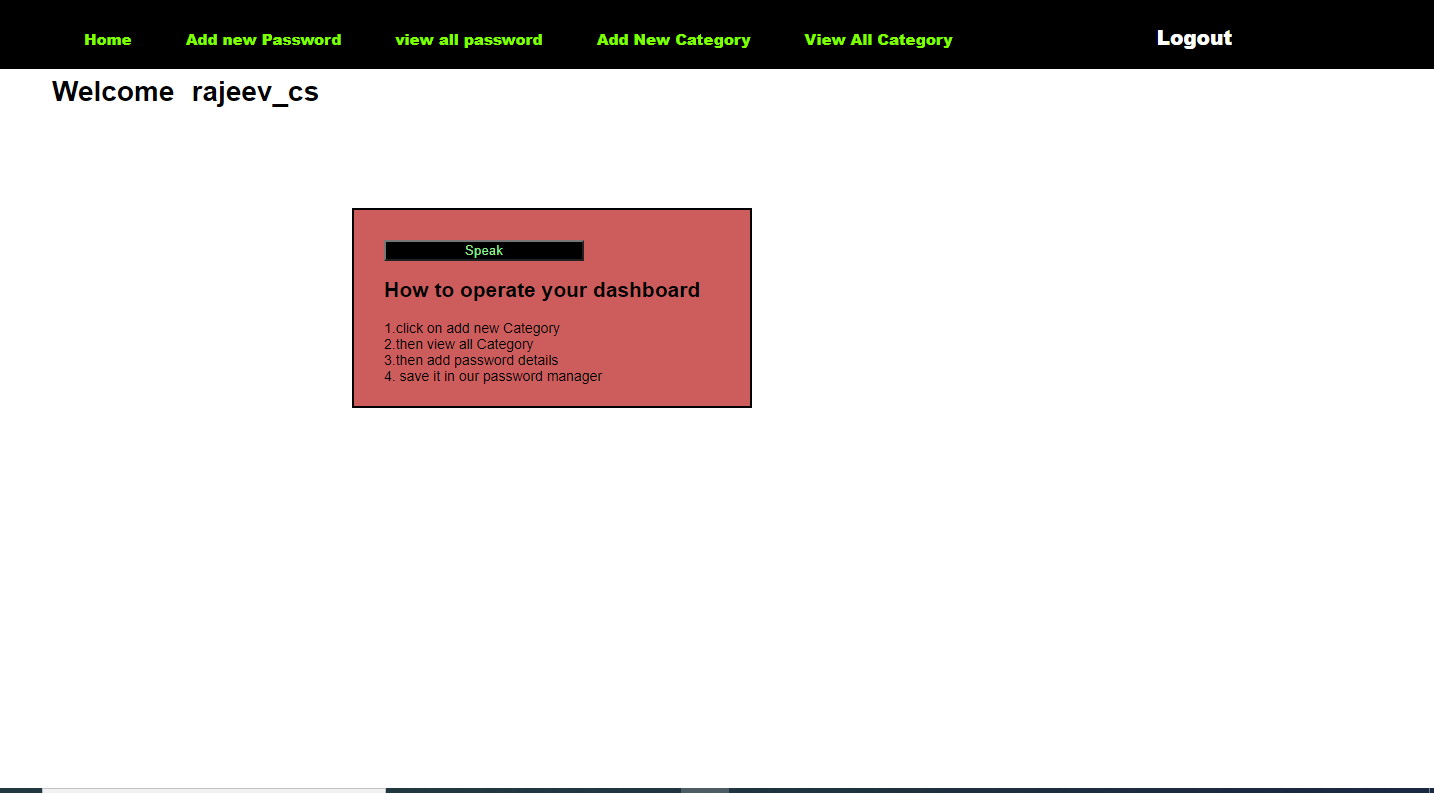 Home Add new Password view all password Add New Category View All Category Logout
Welcome rajeev_cs
Speak
How to operate your dashboard
1.click on add new Category
2.then view all Category
3.then add password details
4. save it in our password manager